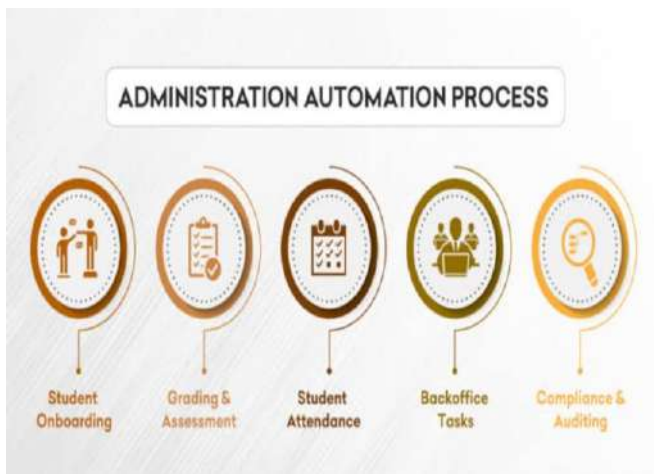 ADMINISTRATION AUTOMATION PROCESS
Student
Onboarding
Grading &
Assessment
Student
Attendance
Backoffice
Tasks
Compliance &
Auditing